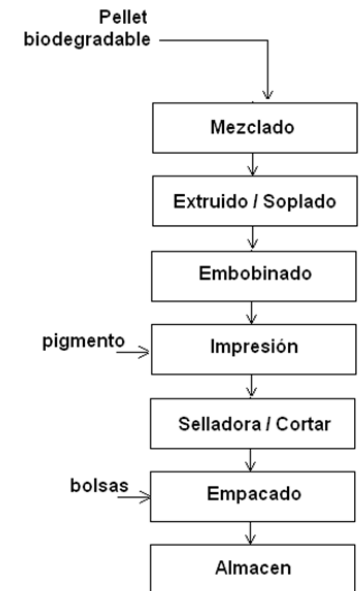 Pellet
biodegradable
Mezclado
Extruido / Soplado
Embobinado
pigmento
Impresión
Selladora / Cortar
bolsas
Empacado
Almacen